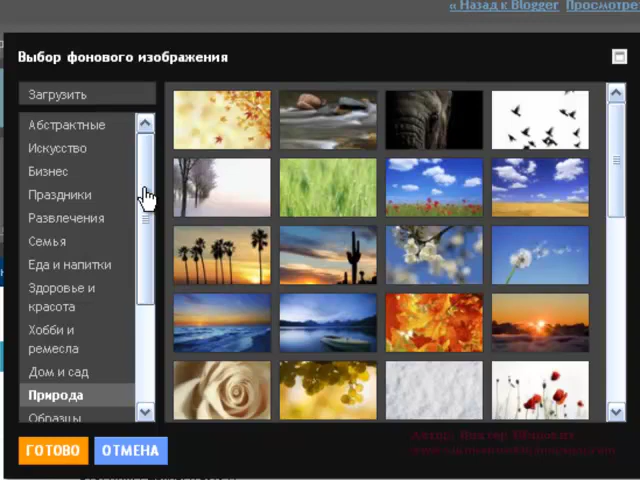 « Назад к Blogger Просмотре
Выбор фонового изображения
Загрузить
Абстрактные
Искусство
Бизнес
Праздники
Развлечения
Семья
Еда и напитки
Здоровье и
красота
Хобби и
ремесла
Дом и сад
Природа
Образцы
ГОТОВО ОТМЕНА